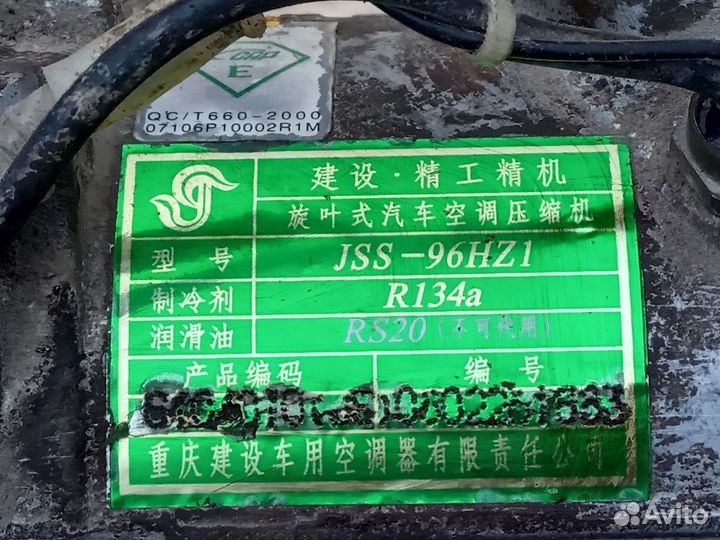 E
QC/T660-2000
07106P10002R1M
建设·精工精机
旋叶式汽车空调压缩机
型号 JSS-96HZ1
制冷剂 R134a
润滑油 RS20（不可代用）
产品编码 编号
重庆建设车用空调器有限责任公司
Avito